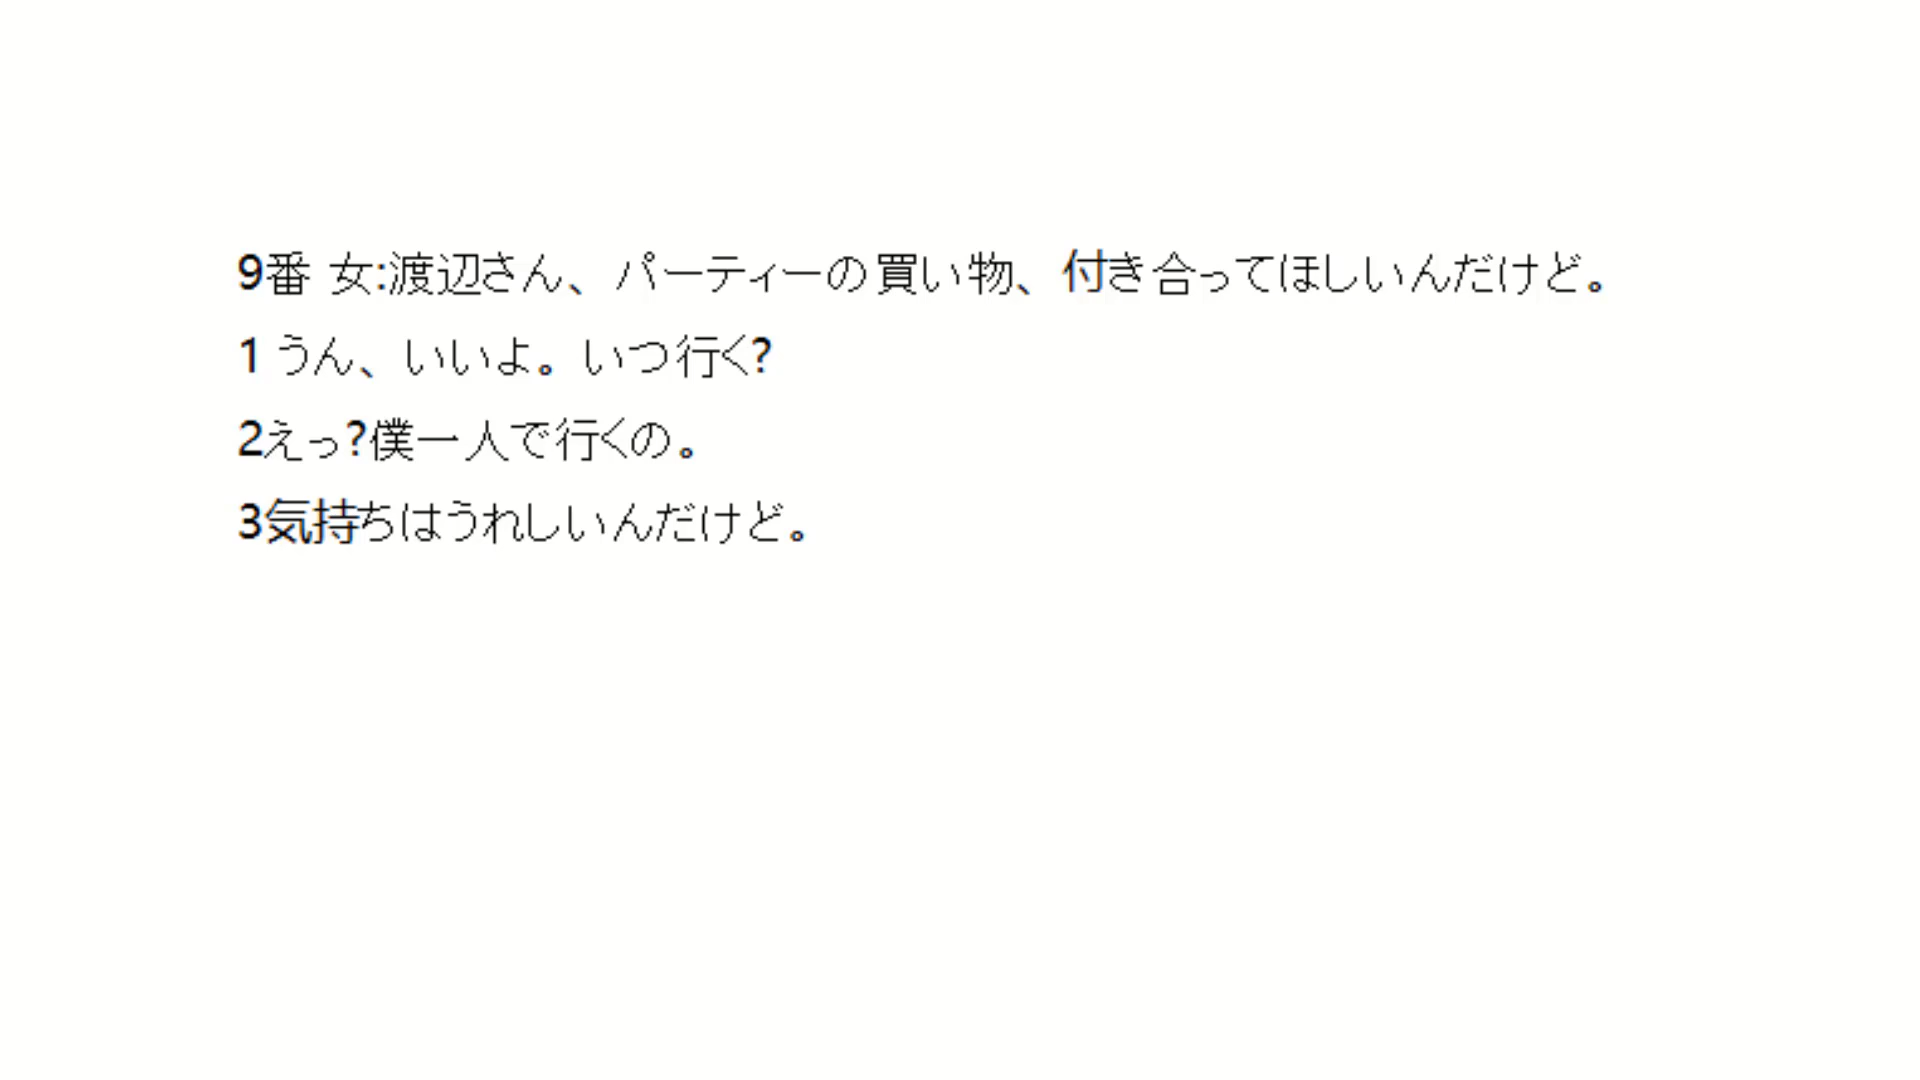 9番 女:渡辺さん、パーティーの買い物、付き合ってほしいんだけど。
1 うん、いいよ。いつ行く?
2えっ?僕一人で行くの。
3気持ちはうれしいんだけど。